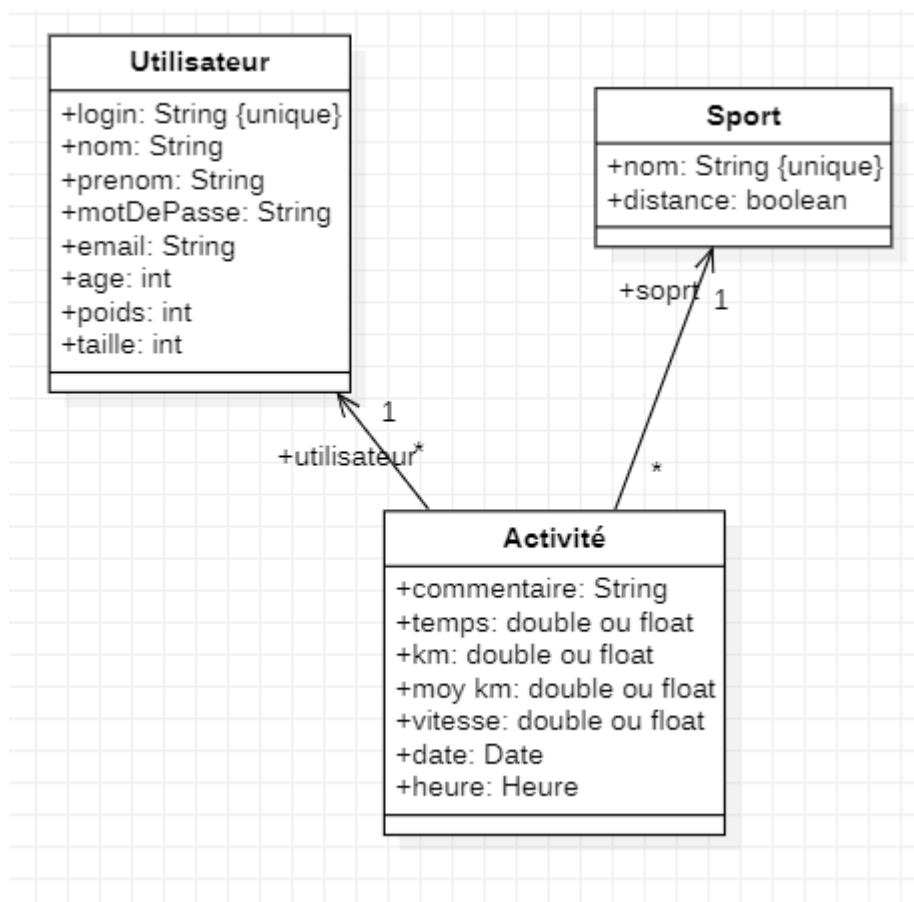 Utilisateur
+login: String {unique}
+nom: String
+prenom: String
+motDePasse: String
+email: String
+age: int
+poids: int
+taille: int
Sport
+nom: String {unique}
+distance: boolean
+soprt
1
1
+utilisateur
*
*
Activité
+commentaire: String
+temps: double ou float
+km: double ou float
+moy km: double ou float
+vitesse: double ou float
+date: Date
+heure: Heure